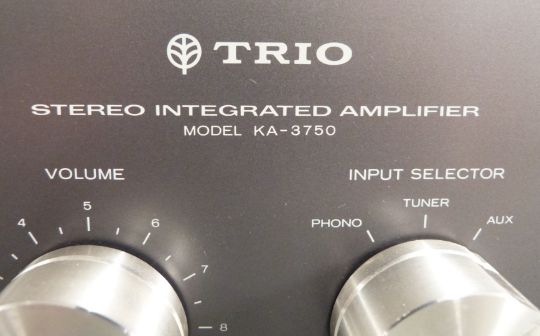 TRIO
STEREO INTEGRATED AMPLIFIER
MODEL KA-3750
VOLUME
INPUT SELECTOR
4 5 6 7 8
PHONO TUNER AUX